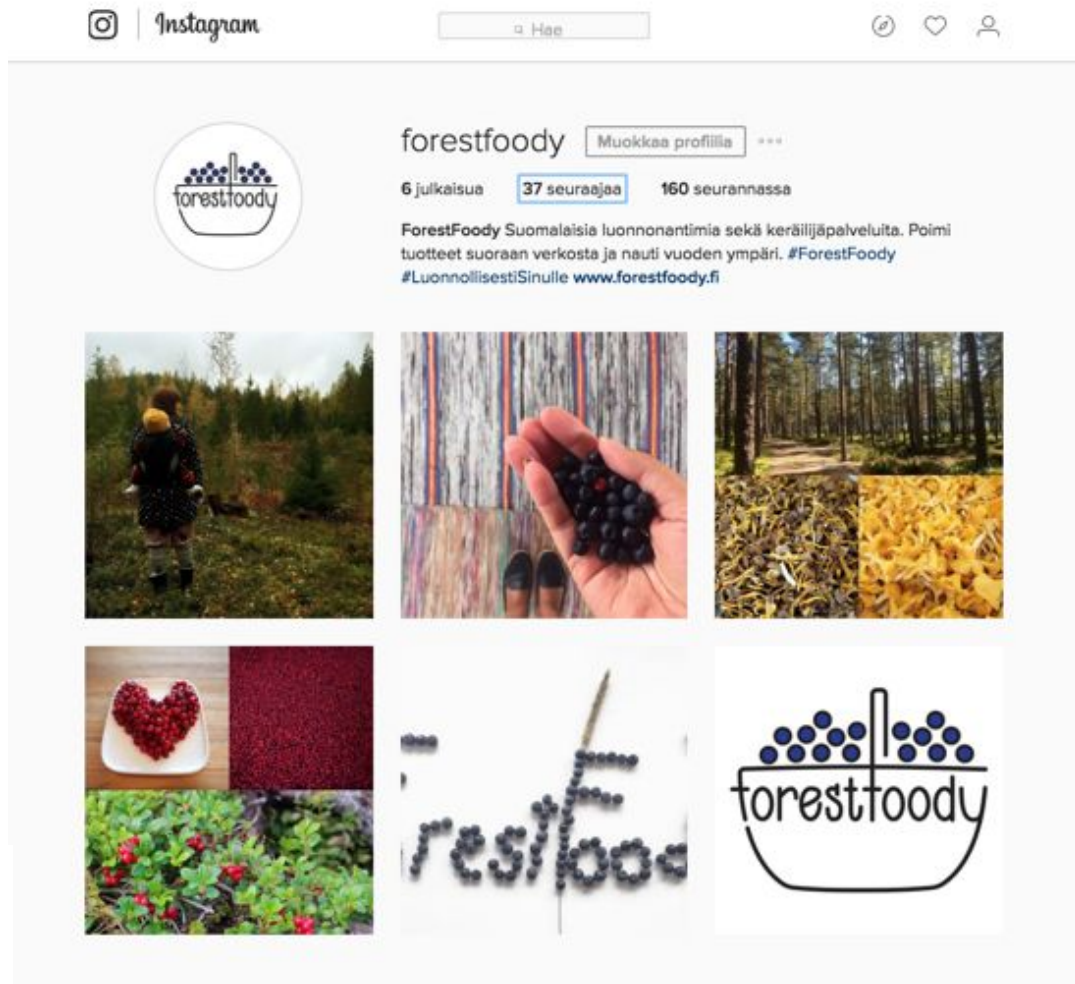 Instagram
Hae
forestfoody
forestfoody Muokkaa profiilia
6 julkaisua 37 seuraajaa 160 seurannassa
ForestFoody Suomalaisia luonnonantimia sekä keräilijäpalveluita. Poimi
tuotteet suoraan verkosta ja nauti vuoden ympäri. #ForestFoody
#LuonnollisestiSinulle www.forestfoody.fi
forestfoody